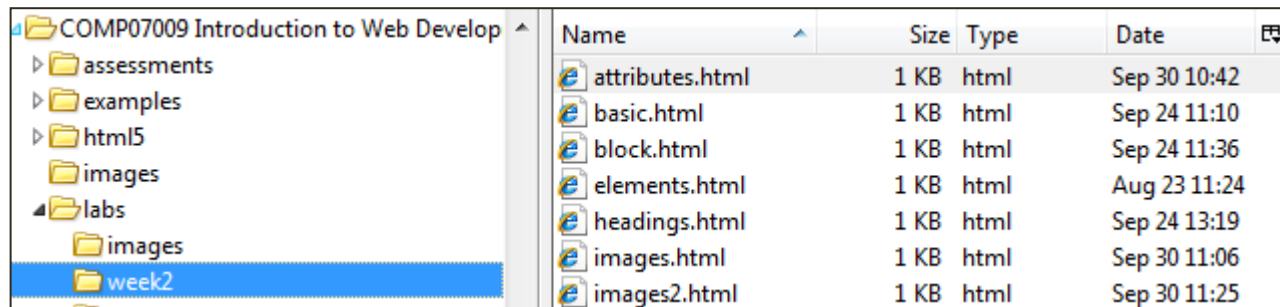 COMP07009 Introduction to Web Develop
assessments
examples
html5
images
labs
images
week2
Name Size Type Date
attributes.html 1 KB html Sep 30 10:42
basic.html 1 KB html Sep 24 11:10
block.html 1 KB html Sep 24 11:36
elements.html 1 KB html Aug 23 11:24
headings.html 1 KB html Sep 24 13:19
images.html 1 KB html Sep 30 11:06
images2.html 1 KB html Sep 30 11:25